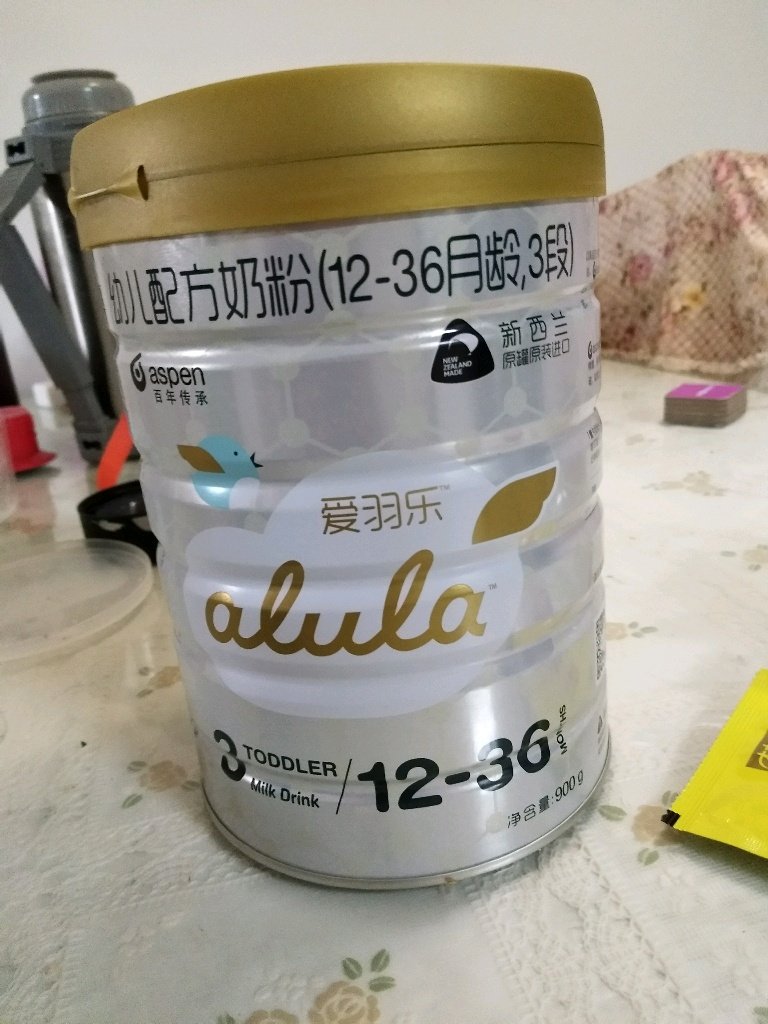 幼儿配方奶粉(12-36月龄,3段)
aspen
百年传承
NEW
ZEALAND
MADE
新西兰
原罐原装进口
爱羽乐™
alula™
3 TODDLER
Milk Drink
/12-36
MONTHS
净含量:900g